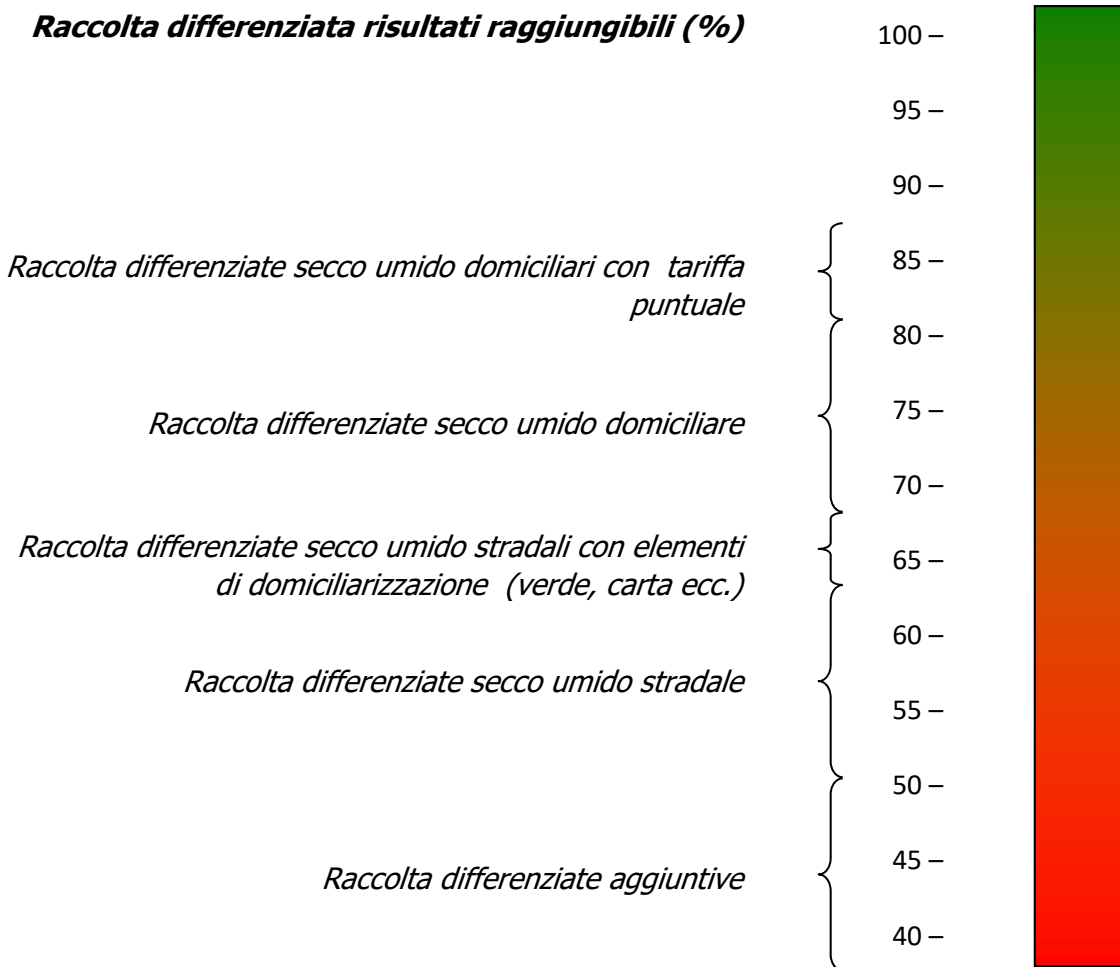 Raccolta differenziata risultati raggiungibili (%)
100 –
95 –
90 –
Raccolta differenziate secco umido domiciliari con tariffa
puntuale
85 –
80 –
Raccolta differenziate secco umido domiciliare
75 –
70 –
Raccolta differenziate secco umido stradali con elementi
di domiciliarizzazione (verde, carta ecc.)
65 –
60 –
Raccolta differenziate secco umido stradale
55 –
50 –
Raccolta differenziate aggiuntive
45 –
40 –